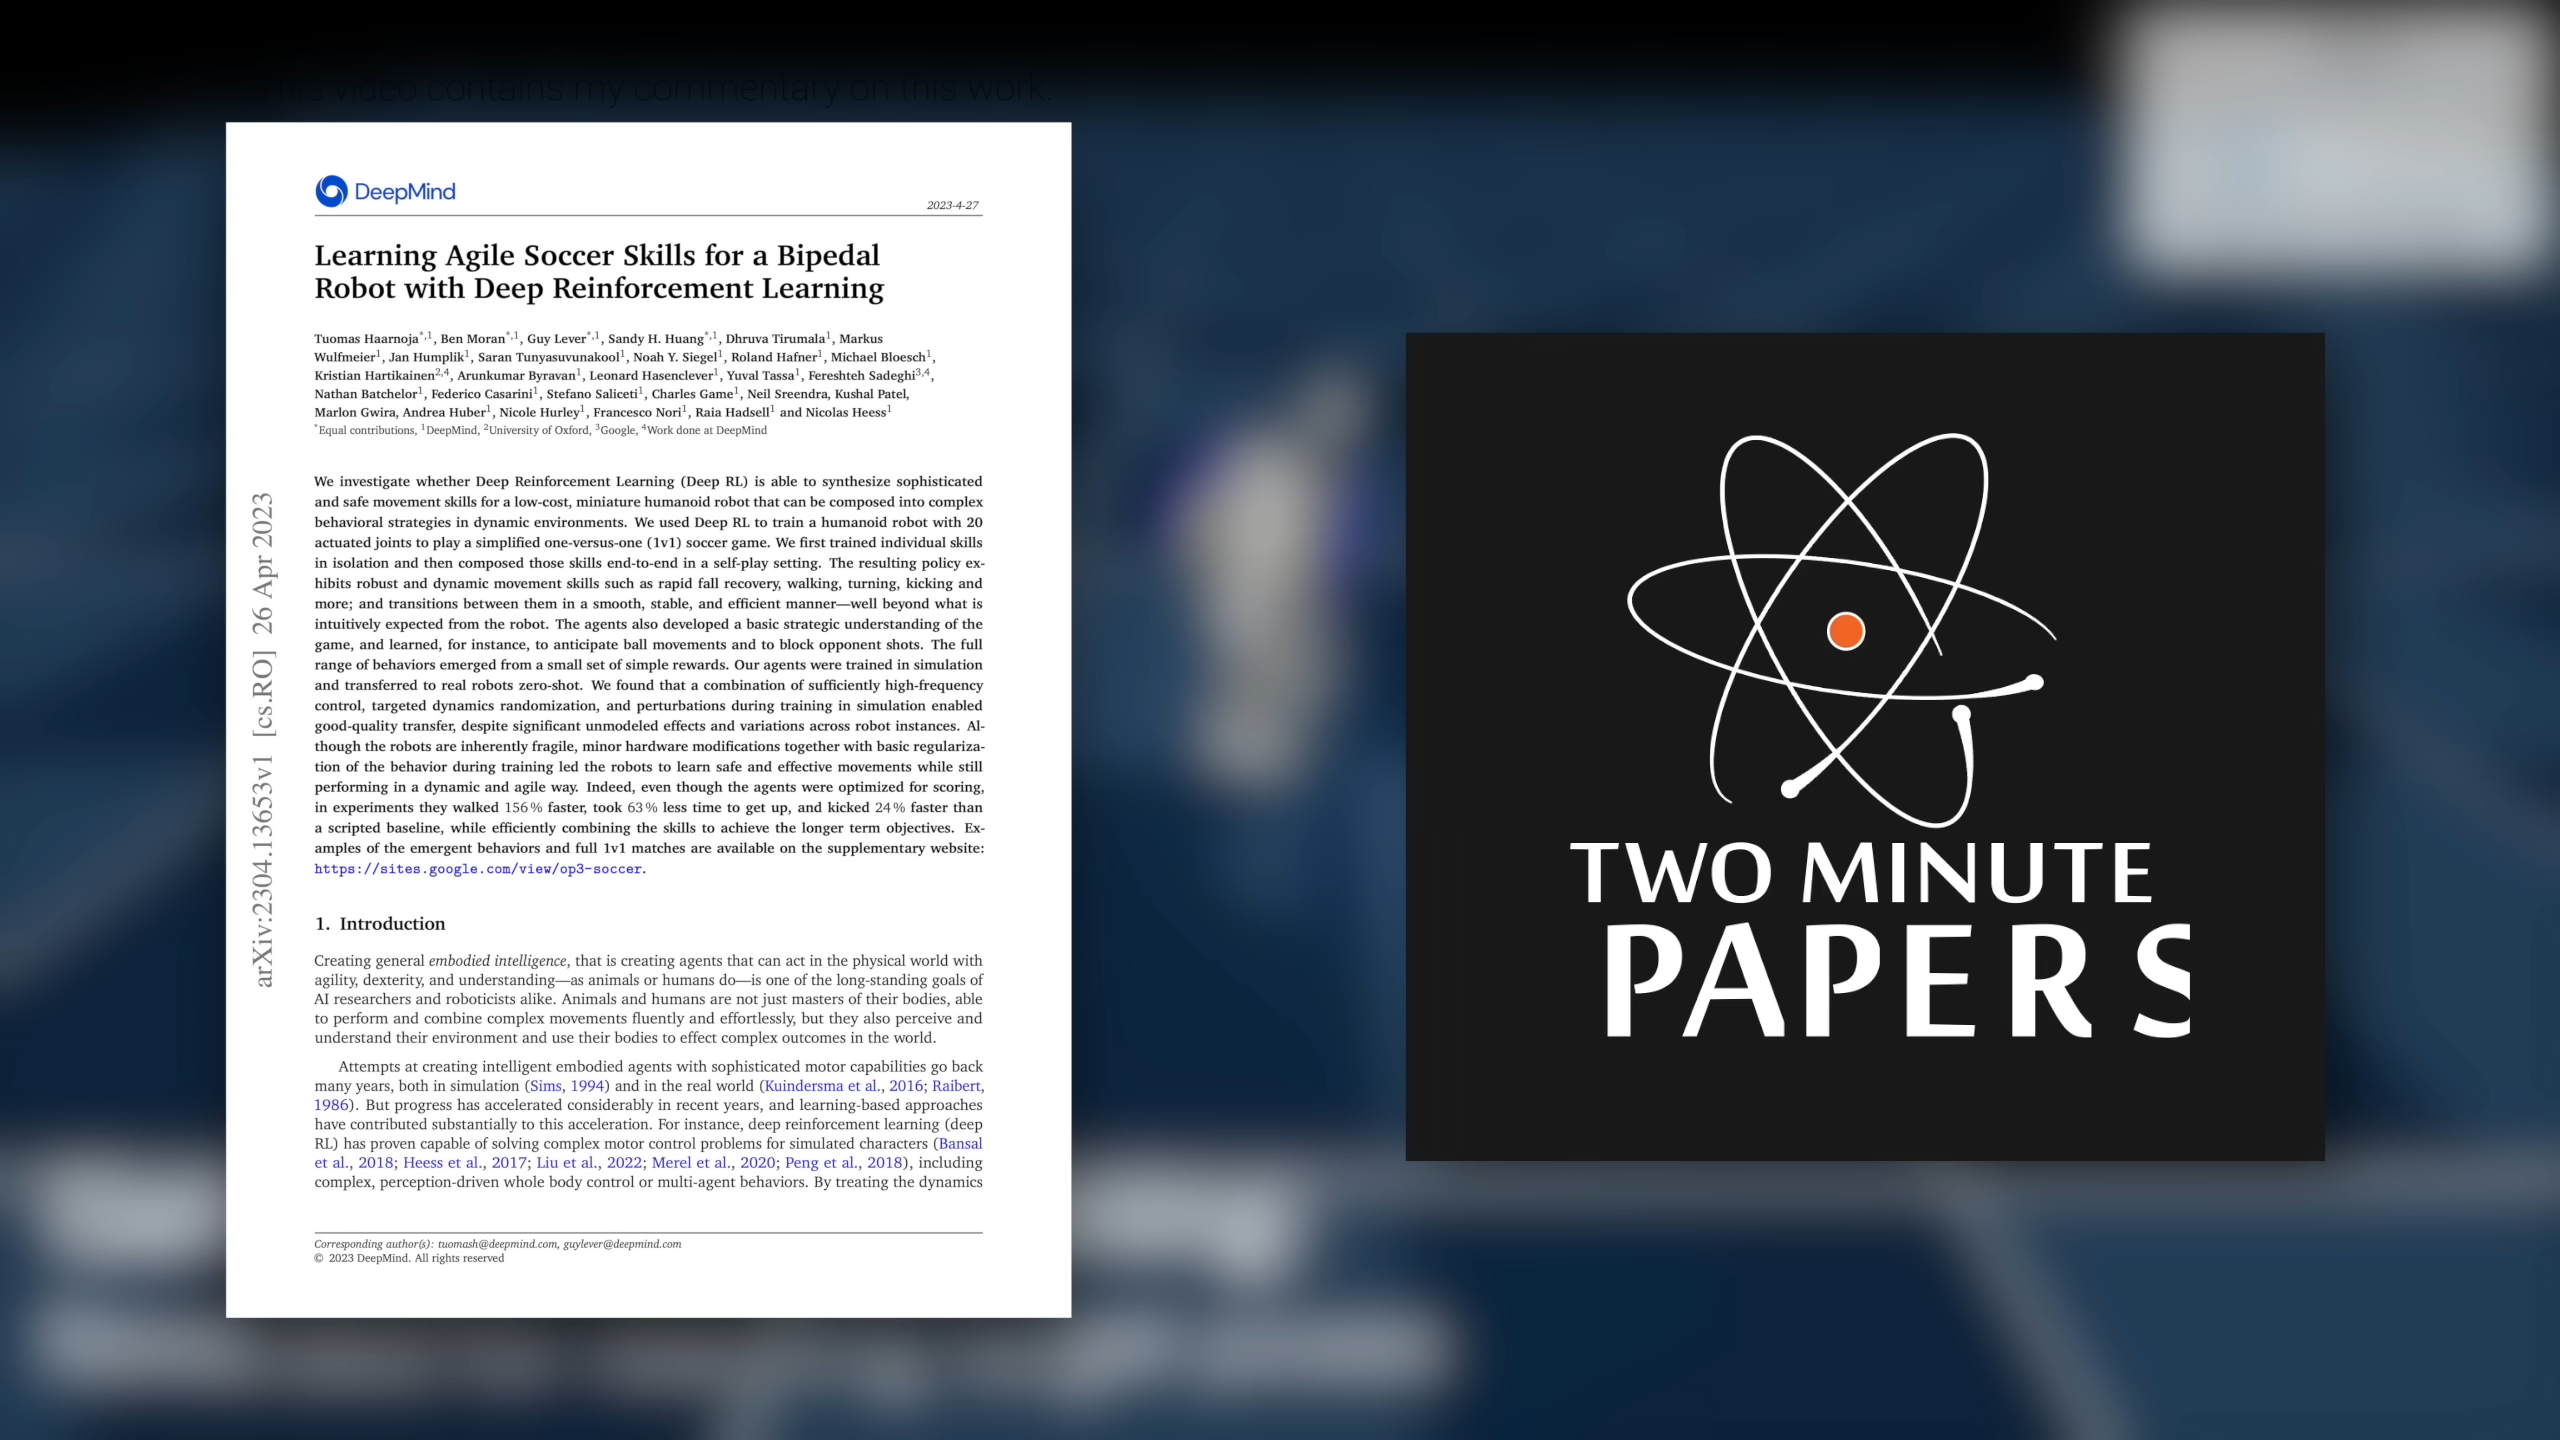 This video contains my commentary on this work.
DeepMind
2023-4-27
Learning Agile Soccer Skills for a Bipedal
Robot with Deep Reinforcement Learning
Tuomas Haarnoja*,1, Ben Moran*,1, Guy Lever*,1, Sandy H. Huang*,1, Dhruva Tirumala1, Markus
Wulfmeier1, Jan Humplik1, Saran Tunyasuvunakool1, Noah Y. Siegel1, Roland Hafner1, Michael Bloesch1,
Kristian Hartikainen2,4, Arunkumar Byravan1, Leonard Hasenclever1, Yuval Tassa1, Fereshteh Sadeghi3,4,
Nathan Batchelor1, Federico Casarini1, Stefano Saliceti1, Charles Game1, Neil Sreendra, Kushal Patel,
Marlon Gwira, Andrea Huber1, Nicole Hurley1, Francesco Nori1, Raia Hadsell1 and Nicolas Heess1
*Equal contributions, 1DeepMind, 2University of Oxford, 3Google, 4Work done at DeepMind
We investigate whether Deep Reinforcement Learning (Deep RL) is able to synthesize sophisticated
and safe movement skills for a low-cost, miniature humanoid robot that can be composed into complex
behavioral strategies in dynamic environments. We used Deep RL to train a humanoid robot with 20
actuated joints to play a simplified one-versus-one (1v1) soccer game. We first trained individual skills
in isolation and then composed those skills end-to-end in a self-play setting. The resulting policy ex-
hibits robust and dynamic movement skills such as rapid fall recovery, walking, turning, kicking and
more; and transitions between them in a smooth, stable, and efficient manner—well beyond what is
intuitively expected from the robot. The agents also developed a basic strategic understanding of the
game, and learned, for instance, to anticipate ball movements and to block opponent shots. The full
range of behaviors emerged from a small set of simple rewards. Our agents were trained in simulation
and transferred to real robots zero-shot. We found that a combination of sufficiently high-frequency
control, targeted dynamics randomization, and perturbations during training in simulation enabled
good-quality transfer, despite significant unmodeled effects and variations across robot instances. Al-
though the robots are inherently fragile, minor hardware modifications together with basic regulariza-
tion of the behavior during training led the robots to learn safe and effective movements while still
performing in a dynamic and agile way. Indeed, even though the agents were optimized for scoring,
in experiments they walked 156% faster, took 63% less time to get up, and kicked 24% faster than
a scripted baseline, while efficiently combining the skills to achieve the longer term objectives. Ex-
amples of the emergent behaviors and full 1v1 matches are available on the supplementary website:
https://sites.google.com/view/op3-soccer.
arXiv:2304.13653v1 [cs.RO] 26 Apr 2023
1. Introduction
Creating general embodied intelligence, that is creating agents that can act in the physical world with
agility, dexterity, and understanding—as animals or humans do—is one of the long-standing goals of
AI researchers and roboticists alike. Animals and humans are not just masters of their bodies, able
to perform and combine complex movements fluently and effortlessly, but they also perceive and
understand their environment and use their bodies to effect complex outcomes in the world.
Attempts at creating intelligent embodied agents with sophisticated motor capabilities go back
many years, both in simulation (Sims, 1994) and in the real world (Kuindersma et al., 2016; Raibert,
1986). But progress has accelerated considerably in recent years, and learning-based approaches
have contributed substantially to this acceleration. For instance, deep reinforcement learning (deep
RL) has proven capable of solving complex motor control problems for simulated characters (Bansal
et al., 2018; Heess et al., 2017; Liu et al., 2022; Merel et al., 2020; Peng et al., 2018), including
complex, perception-driven whole body control or multi-agent behaviors. By treating the dynamics
Corresponding author(s): tuomash@deepmind.com, guylever@deepmind.com
© 2023 DeepMind. All rights reserved
TWO MINUTE
PAPERS